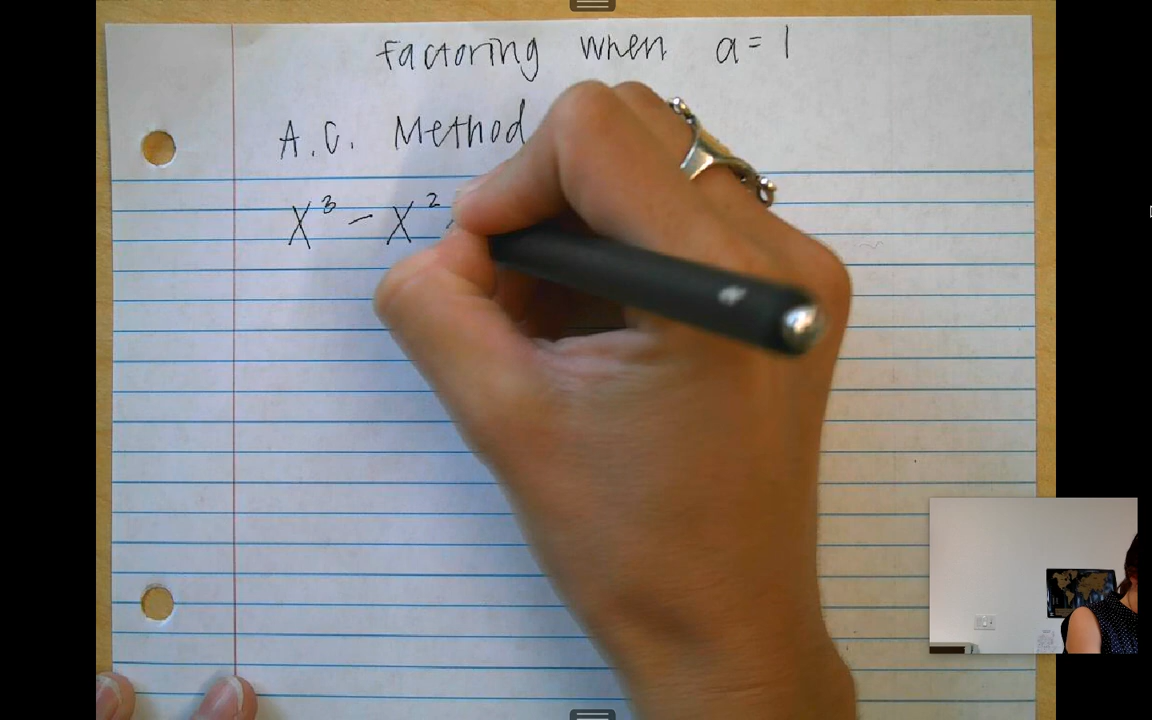 factoring when a = 1
A.C. Method
x³ - x²